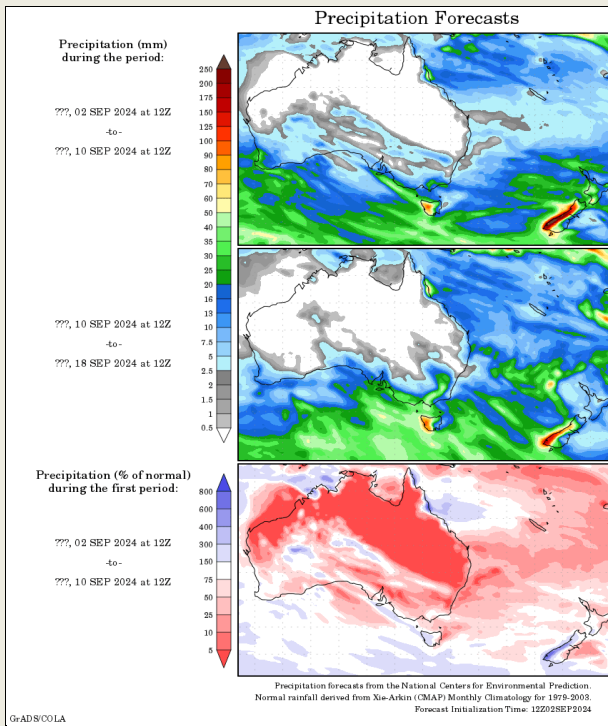 Precipitation Forecasts
Precipitation (mm)
during the period:
???, 02 SEP 2024 at 12Z
-to-
???, 10 SEP 2024 at 12Z
250
200
175
150
125
100
90
80
70
60
50
40
35
30
25
20
16
13
10
7.5
5
2.5
2
1.5
1
0.5
???, 10 SEP 2024 at 12Z
-to-
???, 18 SEP 2024 at 12Z
Precipitation (% of normal)
during the first period:
800
600
400
300
150
75
50
25
10
5
???, 02 SEP 2024 at 12Z
-to-
???, 10 SEP 2024 at 12Z
Precipitation forecasts from the National Centers for Environmental Prediction.
Normal rainfall derived from Xie-Arkin (CMAP) Monthly Climatology for 1979-2003.
Forecast Initialization Time: 12Z02SEP2024
GrADS/COLA